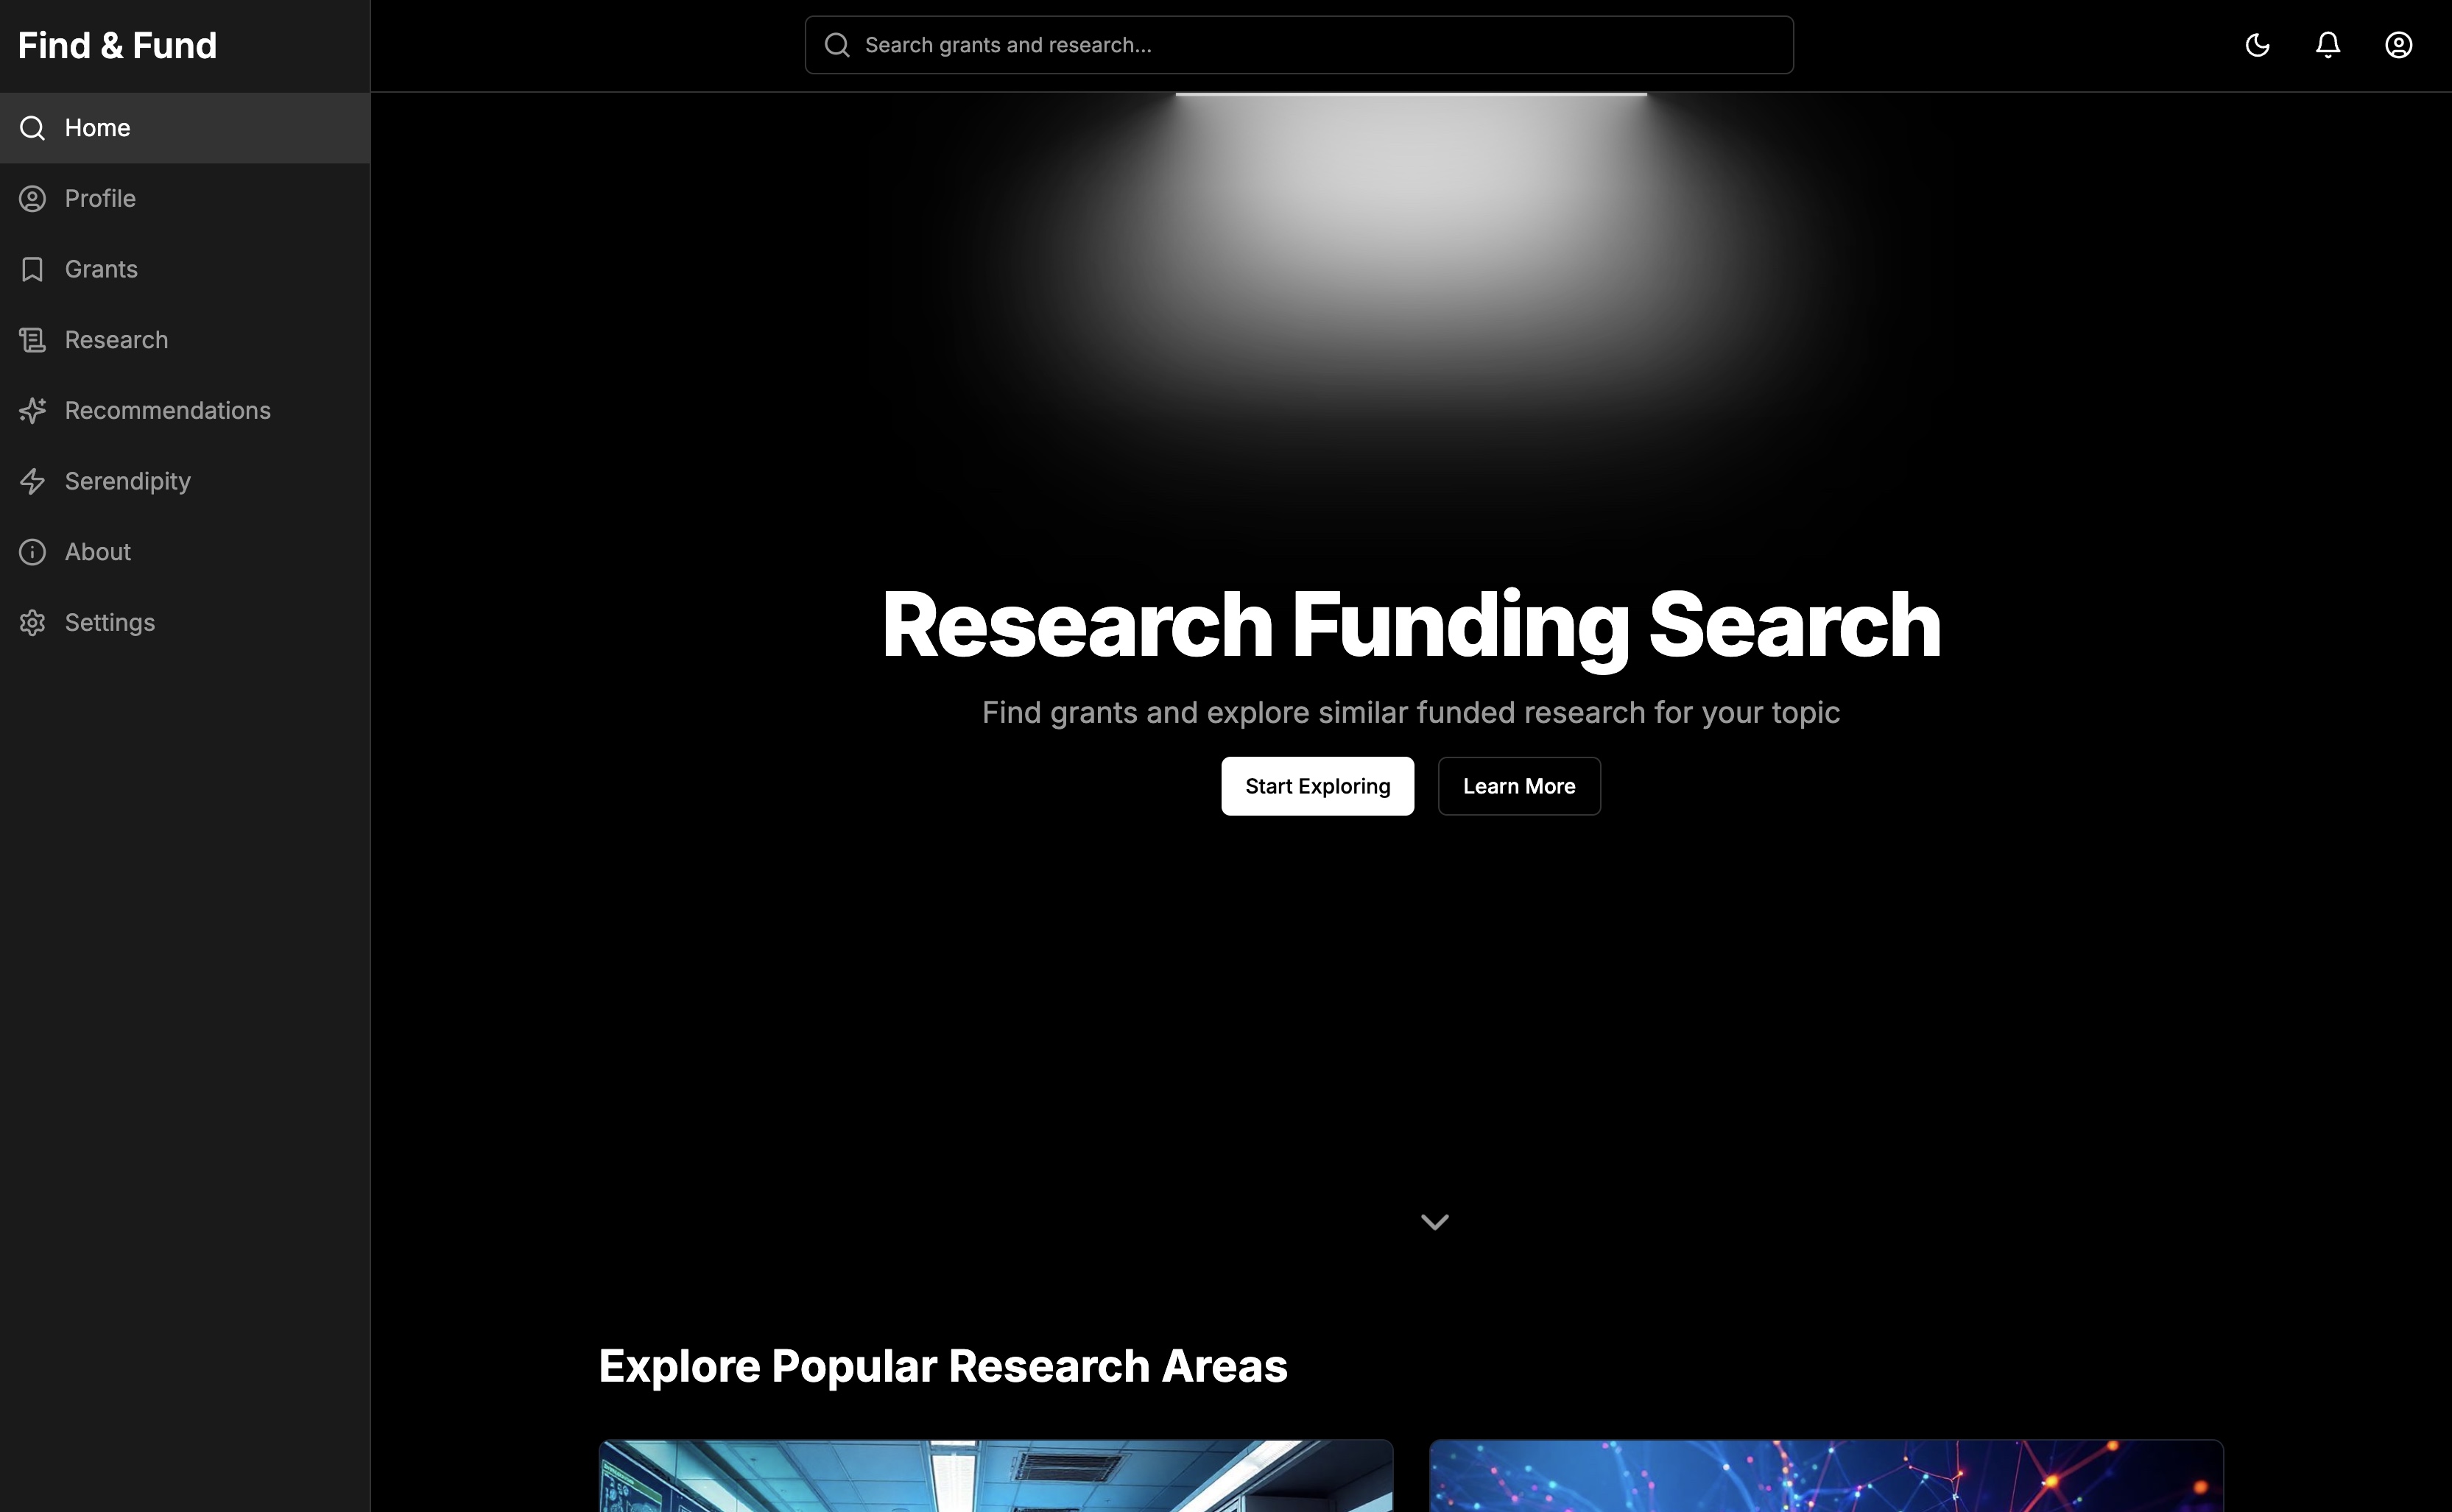 Find & Fund
Search grants and research...
Home
Profile
Grants
Research
Recommendations
Serendipity
About
Settings
Research Funding Search
Find grants and explore similar funded research for your topic
Start Exploring
Learn More
Explore Popular Research Areas